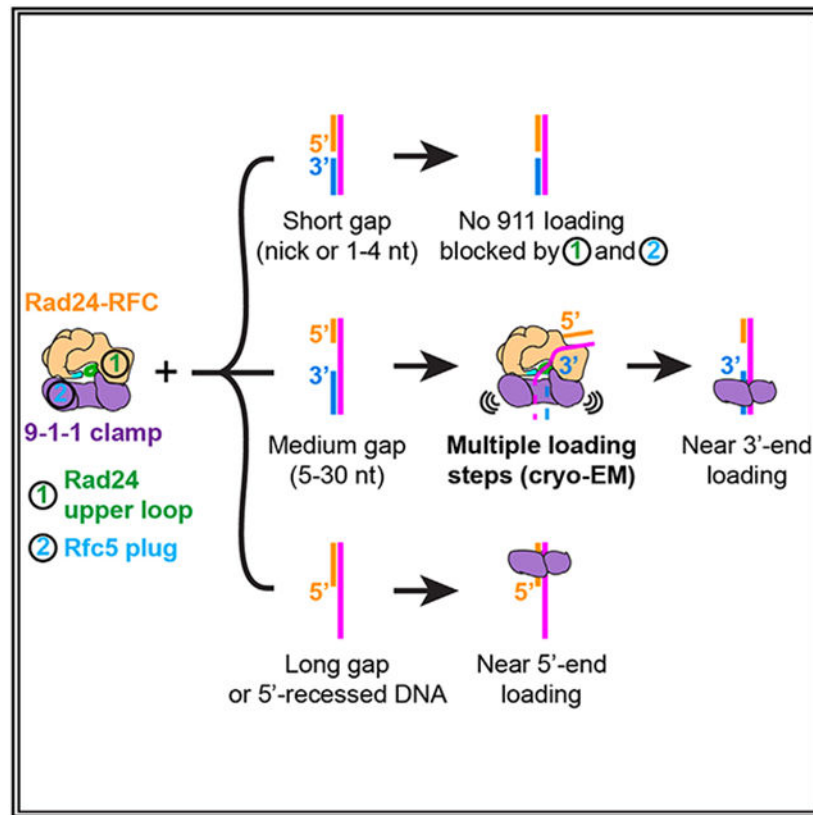 5’
3’
Short gap
(nick or 1-4 nt)
No 911 loading
blocked by ① and ②
Rad24-RFC
1
2
+
9-1-1 clamp
① Rad24
upper loop
② Rfc5 plug
5’
3’
Medium gap
(5-30 nt)
5’
3’
Multiple loading
steps (cryo-EM)
3’
Near 3’-end
loading
5’
Long gap
or 5’-recessed DNA
5’
Near 5’-end
loading